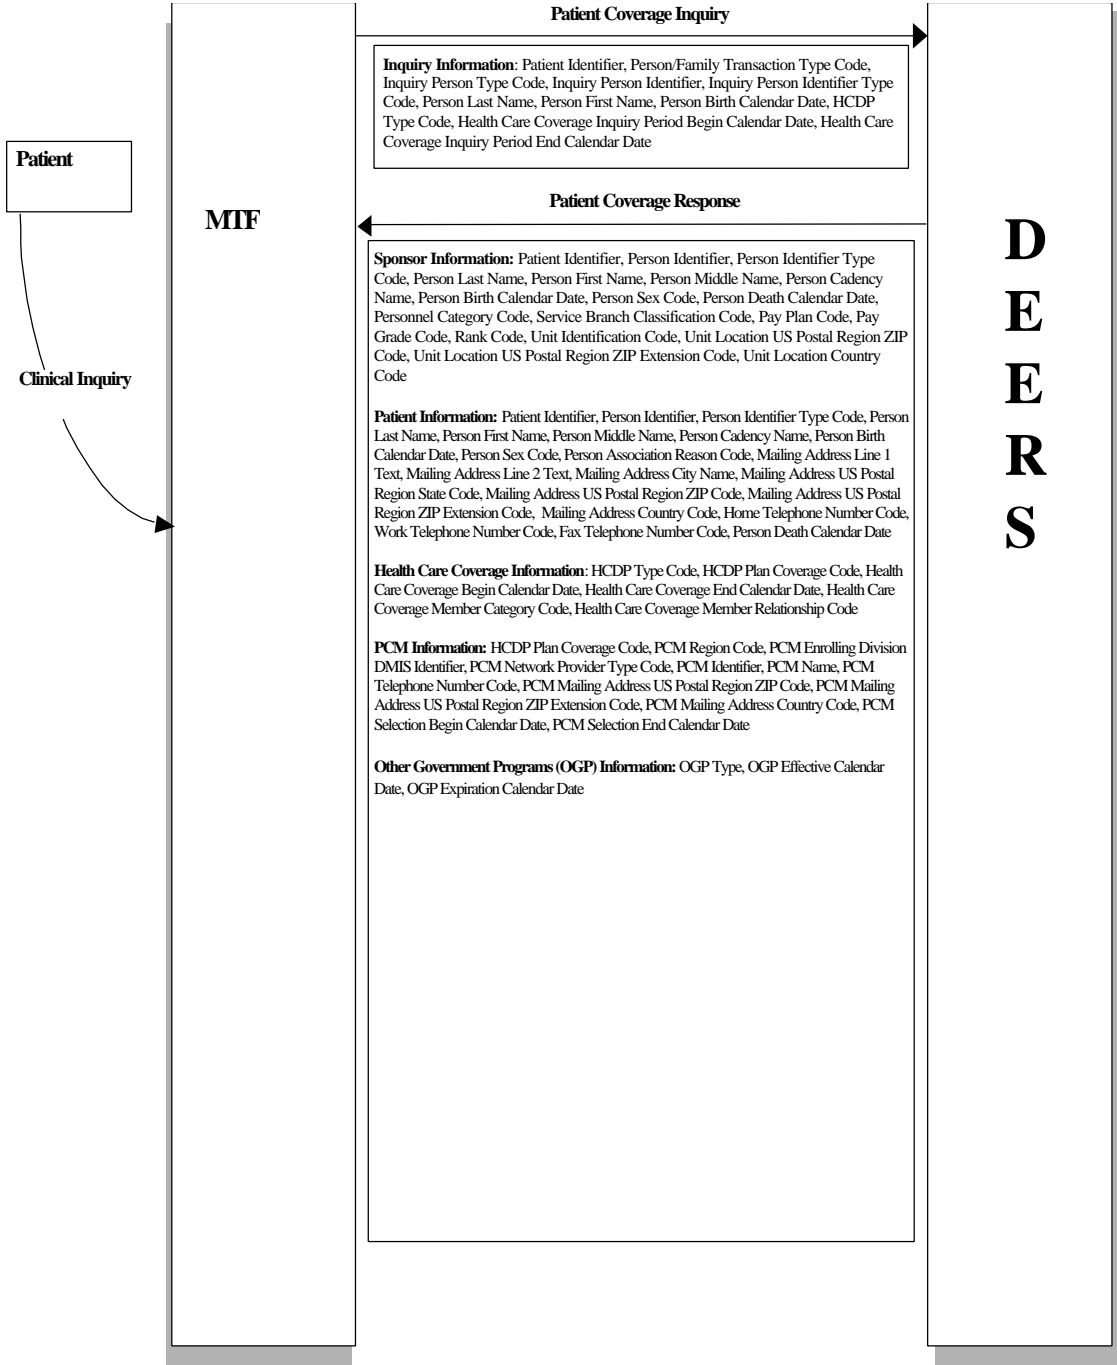 Patient Coverage Inquiry
Inquiry Information: Patient Identifier, Person/Family Transaction Type Code,
Inquiry Person Type Code, Inquiry Person Identifier, Inquiry Person Identifier Type
Code, Person Last Name, Person First Name, Person Birth Calendar Date, HCDP
Type Code, Health Care Coverage Inquiry Period Begin Calendar Date, Health Care
Coverage Inquiry Period End Calendar Date
Patient
MTF
Patient Coverage Response
Sponsor Information: Patient Identifier, Person Identifier, Person Identifier Type
Code, Person Last Name, Person First Name, Person Middle Name, Person Cadency
Name, Person Birth Calendar Date, Person Sex Code, Person Death Calendar Date,
Personnel Category Code, Service Branch Classification Code, Pay Plan Code, Pay
Grade Code, Rank Code, Unit Identification Code, Unit Location US Postal Region ZIP
Code, Unit Location US Postal Region ZIP Extension Code, Unit Location Country
Code
Clinical Inquiry
Patient Information: Patient Identifier, Person Identifier, Person Identifier Type Code, Person
Last Name, Person First Name, Person Middle Name, Person Cadency Name, Person Birth
Calendar Date, Person Sex Code, Person Association Reason Code, Mailing Address Line 1
Text, Mailing Address Line 2 Text, Mailing Address City Name, Mailing Address US Postal
Region State Code, Mailing Address US Postal Region ZIP Code, Mailing Address US Postal
Region ZIP Extension Code, Mailing Address Country Code, Home Telephone Number Code,
Work Telephone Number Code, Fax Telephone Number Code, Person Death Calendar Date
Health Care Coverage Information: HCDP Type Code, HCDP Plan Coverage Code, Health
Care Coverage Begin Calendar Date, Health Care Coverage End Calendar Date, Health Care
Coverage Member Category Code, Health Care Coverage Member Relationship Code
PCM Information: HCDP Plan Coverage Code, PCM Region Code, PCM Enrolling Division
DMIS Identifier, PCM Network Provider Type Code, PCM Identifier, PCM Name, PCM
Telephone Number Code, PCM Mailing Address US Postal Region ZIP Code, PCM Mailing
Address US Postal Region ZIP Extension Code, PCM Mailing Address Country Code, PCM
Selection Begin Calendar Date, PCM Selection End Calendar Date
Other Government Programs (OGP) Information: OGP Type, OGP Effective Calendar
Date, OGP Expiration Calendar Date
D
E
E
R
S